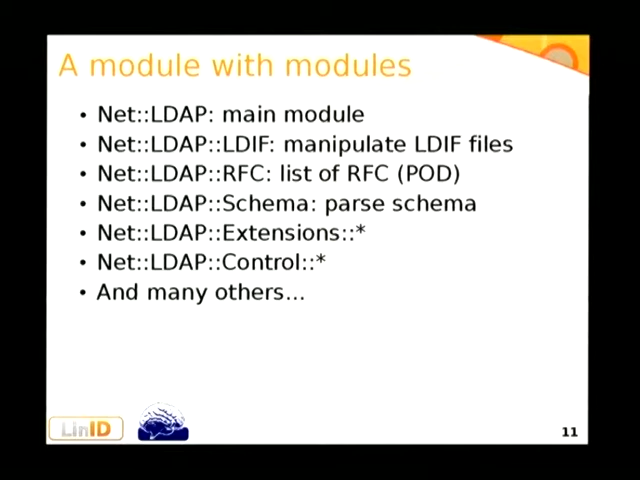 A module with modules
• Net::LDAP: main module
• Net::LDAP::LDIF: manipulate LDIF files
• Net::LDAP::RFC: list of RFC (POD)
• Net::LDAP::Schema: parse schema
• Net::LDAP::Extensions::*
• Net::LDAP::Control::*
• And many others...
LinID
11